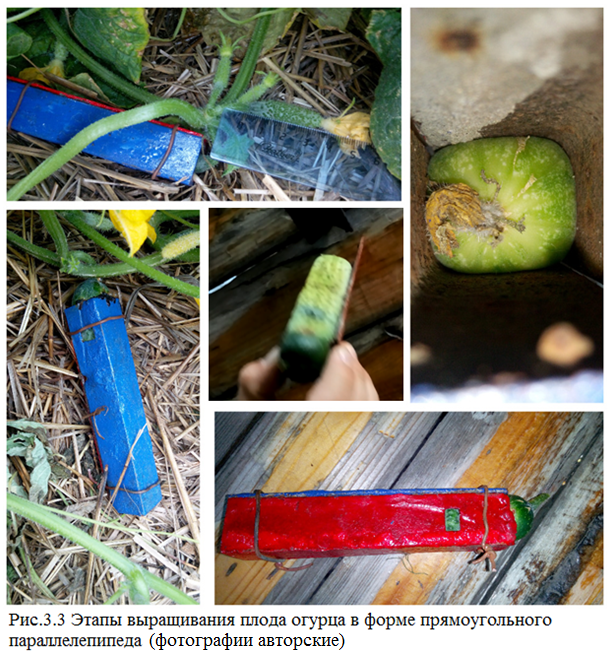 Рис.3.3 Этапы выращивания плода огурца в форме прямоугольного
параллелепипеда (фотографии авторские)